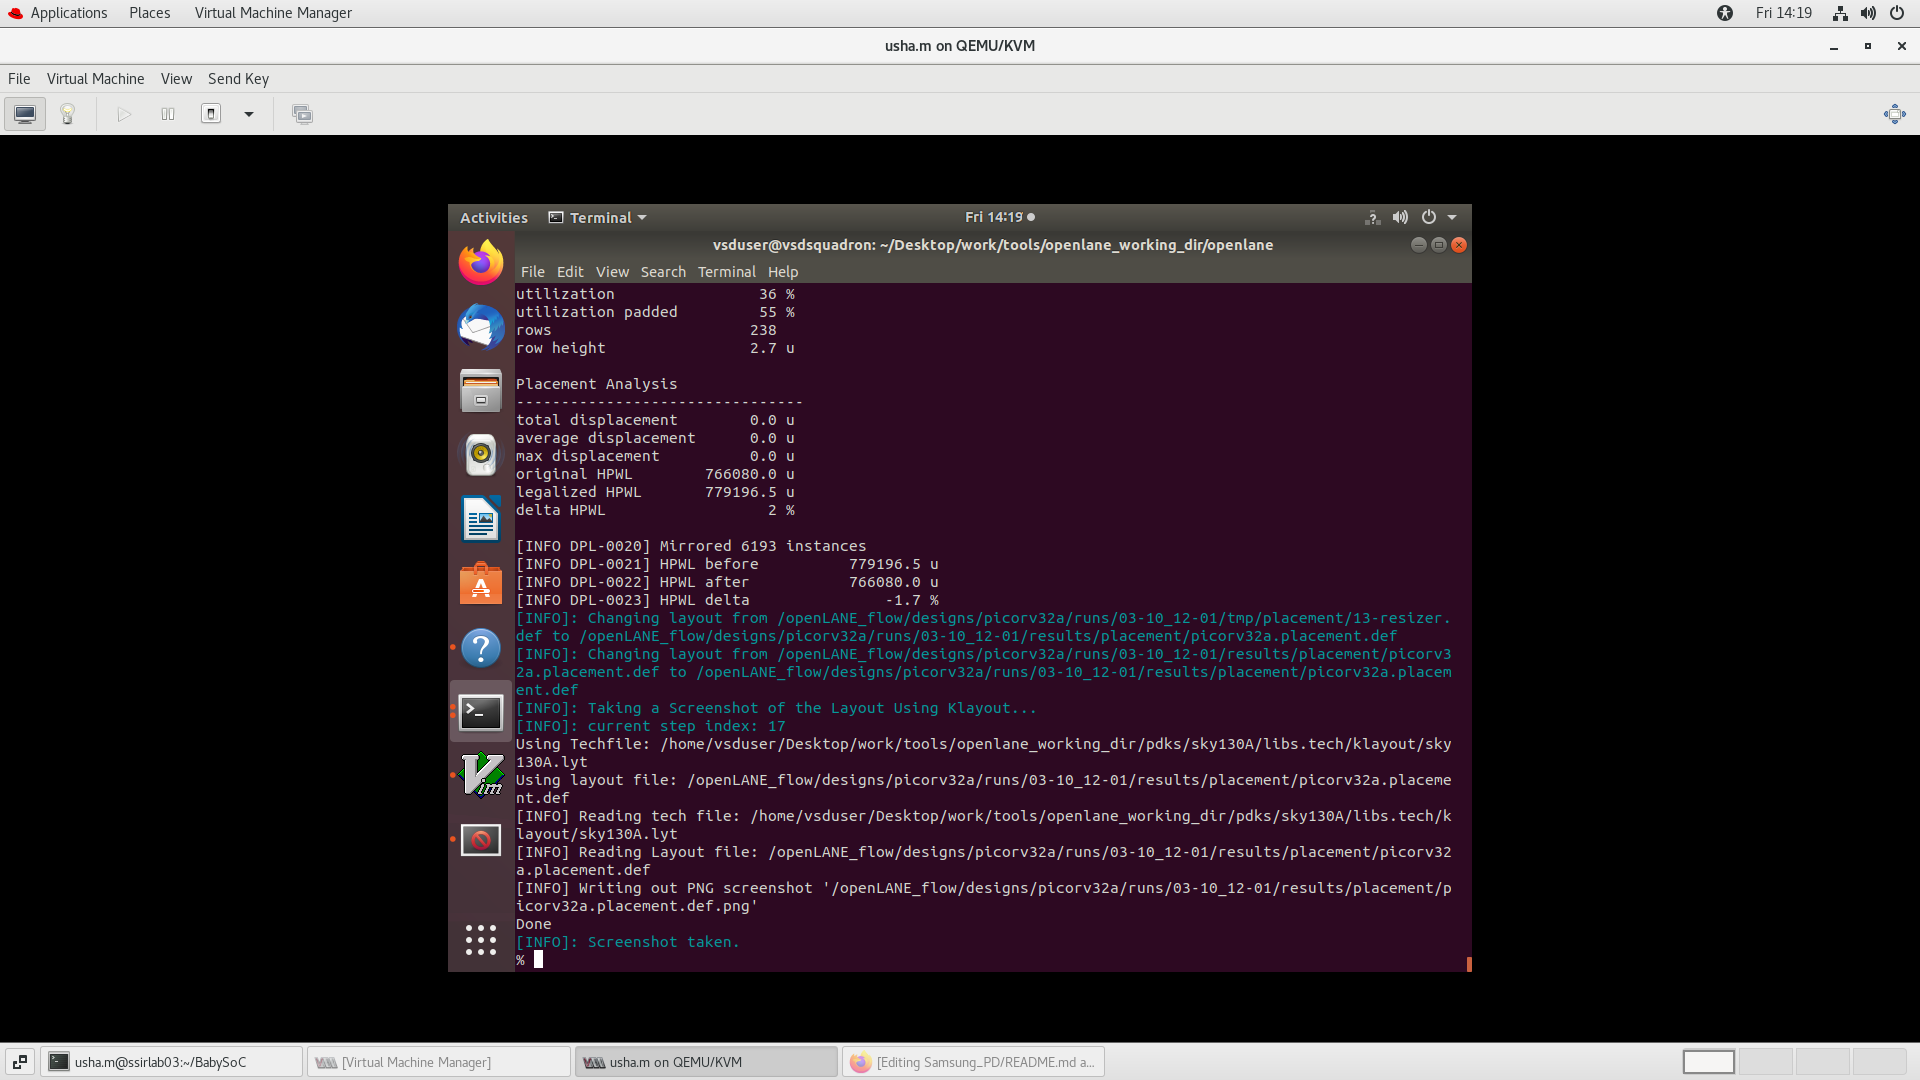 Applications Places Virtual Machine Manager Fri 14:19
usha.m on QEMU/KVM
File Virtual Machine View Send Key
Activities Terminal Fri 14:19
vsduser@vsdsquadron: ~/Desktop/work/tools/openlane_working_dir/openlane
File Edit View Search Terminal Help
utilization 36 %
utilization padded 55 %
rows 238
row height 2.7 u
Placement Analysis
--------------------------------
total displacement 0.0 u
average displacement 0.0 u
max displacement 0.0 u
original HPWL 766080.0 u
legalized HPWL 779196.5 u
delta HPWL 2 %
[INFO DPL-0020] Mirrored 6193 instances
[INFO DPL-0021] HPWL before 779196.5 u
[INFO DPL-0022] HPWL after 766080.0 u
[INFO DPL-0023] HPWL delta -1.7 %
[INFO]: Changing layout from /openLANE_flow/designs/picorv32a/runs/03-10_12-01/tmp/placement/13-resizer.
def to /openLANE_flow/designs/picorv32a/runs/03-10_12-01/results/placement/picorv32a.placement.def
[INFO]: Changing layout from /openLANE_flow/designs/picorv32a/runs/03-10_12-01/results/placement/picorv3
2a.placement.def to /openLANE_flow/designs/picorv32a/runs/03-10_12-01/results/placement/picorv32a.placem
ent.def
[INFO]: Taking a Screenshot of the Layout Using Klayout...
[INFO]: current step index: 17
Using Techfile: /home/vsduser/Desktop/work/tools/openlane_working_dir/pdks/sky130A/libs.tech/klayout/sky
130A.lyt
Using layout file: /openLANE_flow/designs/picorv32a/runs/03-10_12-01/results/placement/picorv32a.placeme
nt.def
[INFO] Reading tech file: /home/vsduser/Desktop/work/tools/openlane_working_dir/pdks/sky130A/libs.tech/k
layout/sky130A.lyt
[INFO] Reading Layout file: /openLANE_flow/designs/picorv32a/runs/03-10_12-01/results/placement/picorv32
a.placement.def
[INFO] Writing out PNG screenshot '/openLANE_flow/designs/picorv32a/runs/03-10_12-01/results/placement/p
icorv32a.placement.def.png'
Done
[INFO]: Screenshot taken.
%
usha.m@ssirlab03:~/BabySoC [Virtual Machine Manager] usha.m on QEMU/KVM [Editing Samsung_PD/README.md a...